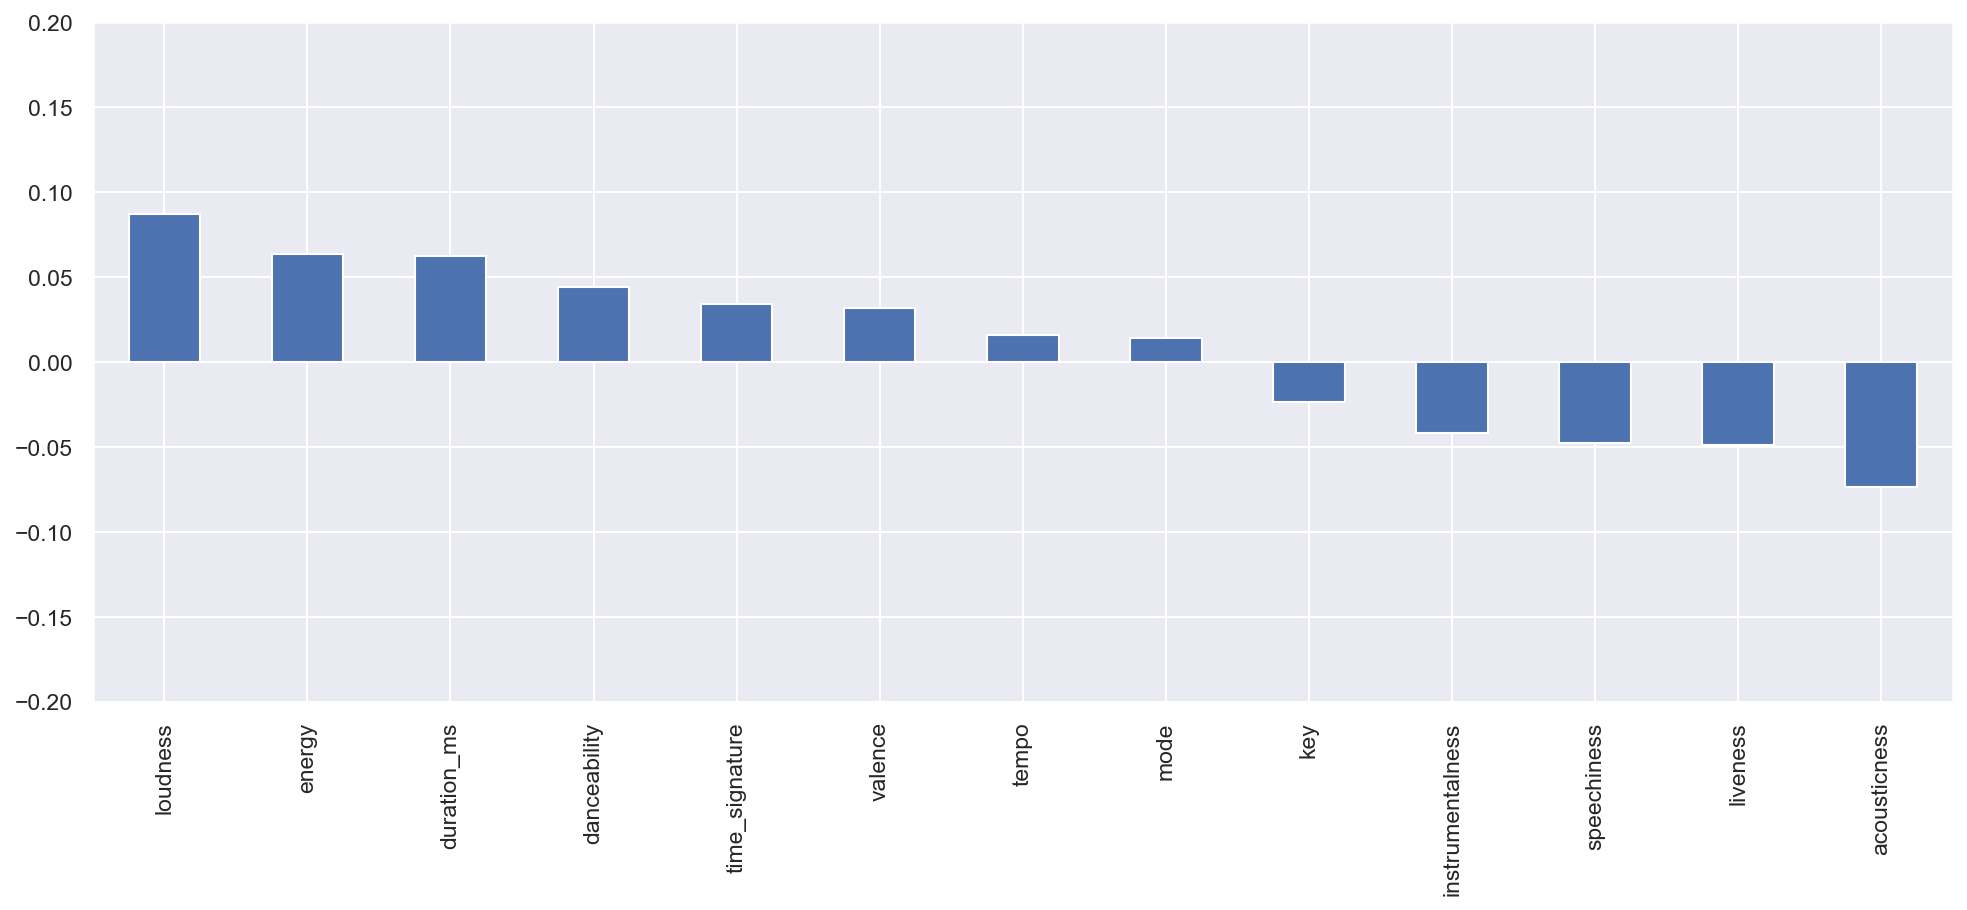 0.20
0.15
0.10
0.05
0.00
−0.05
−0.10
−0.15
−0.20
loudness
energy
duration_ms
danceability
time_signature
valence
tempo
mode
key
instrumentalness
speechiness
liveness
acousticness